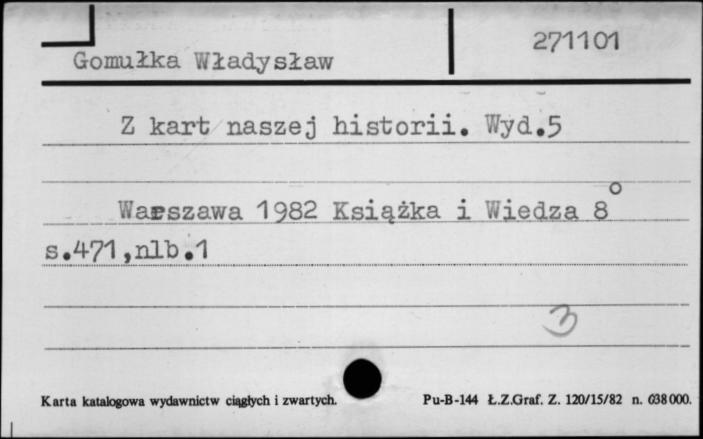 271101
Gomułka Władysław
Z kart naszej historii. Wyd.5
Warszawa 1982 Książka i Wiedza 8°
s.471,nlb.1
3
Karta katalogowa wydawnictw ciągłych i zwartych. Pu-B-144 Ł.Z.Graf. Z. 120/15/82 n. 638000.